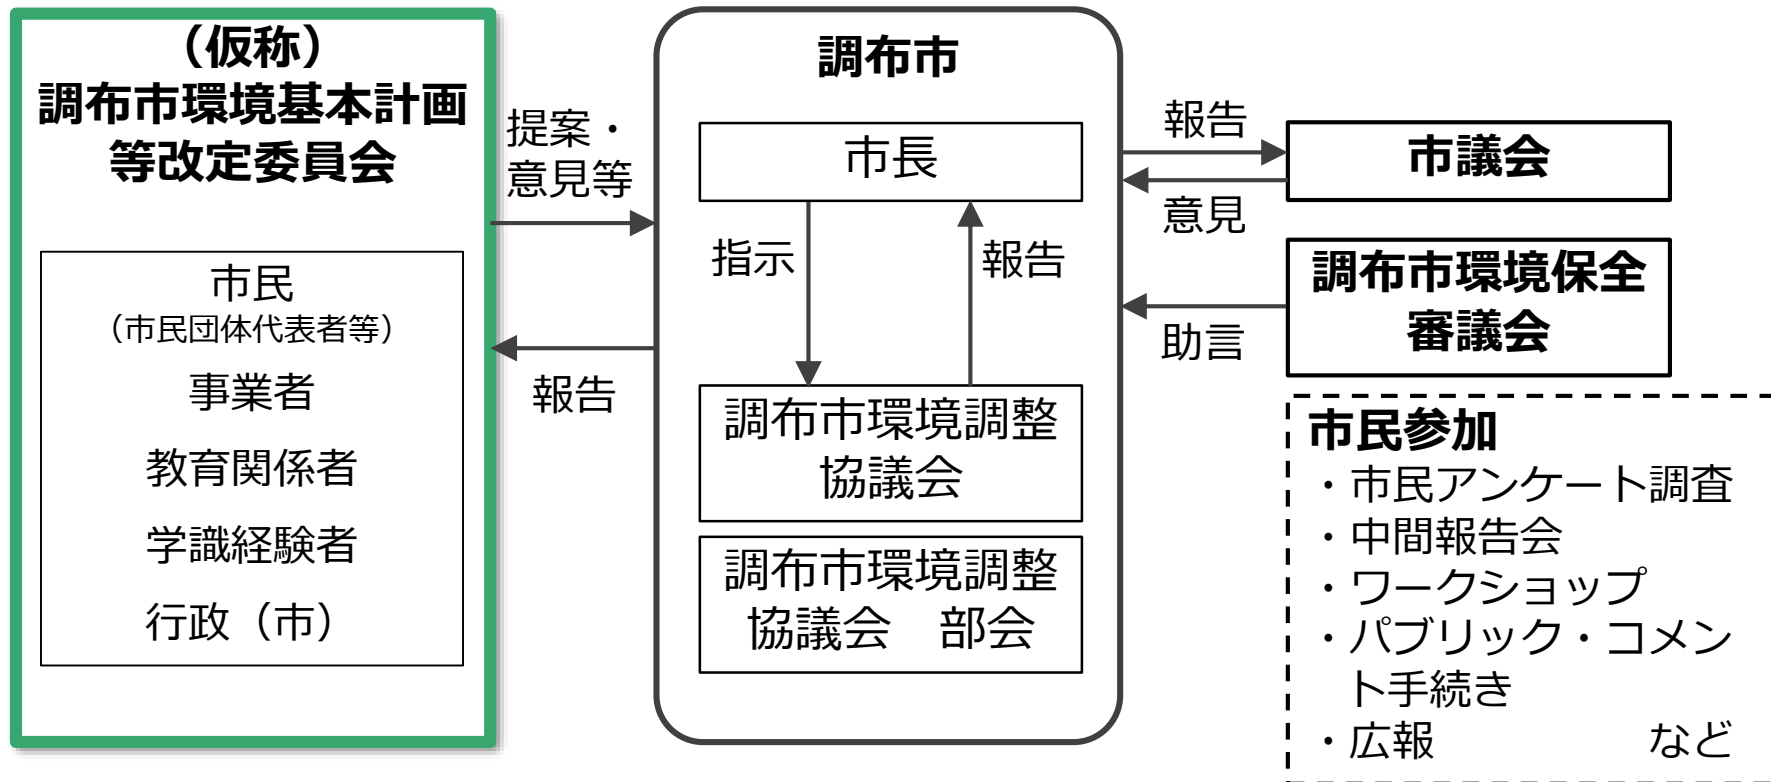 （仮称）
調布市環境基本計画
等改定委員会
市民
（市民団体代表者等）
事業者
教育関係者
学識経験者
行政（市）
提案・
意見等
報告
調布市
市長
指示
報告
調布市環境調整
協議会
調布市環境調整
協議会　部会
報告
意見
助言
市議会
調布市環境保全
審議会
市民参加
・市民アンケート調査
・中間報告会
・ワークショップ
・パブリック・コメン
ト手続き
・広報　　　　など